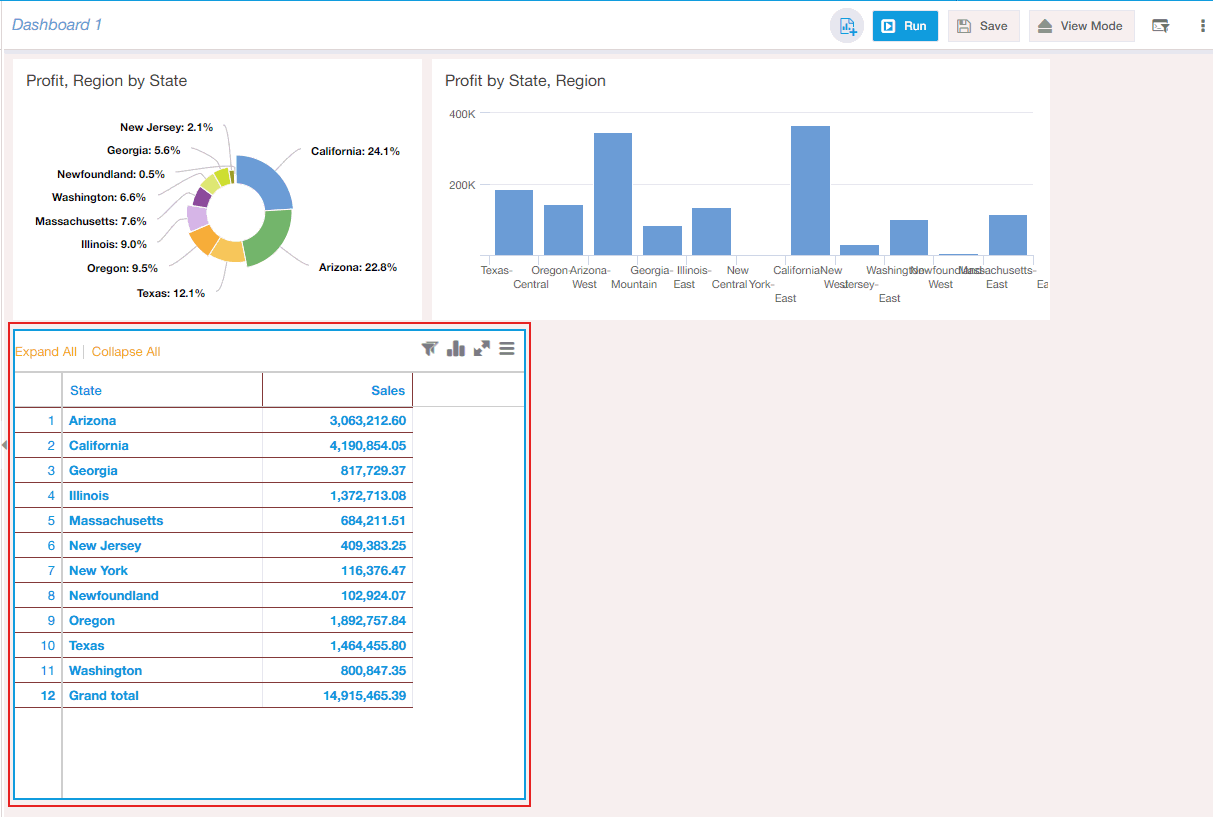 Dashboard 1
Run
Save
View Mode
Profit, Region by State
New Jersey: 2.1%
Georgia: 5.6%
Newfoundland: 0.5%
Washington: 6.6%
Massachusetts: 7.6%
Illinois: 9.0%
Oregon: 9.5%
Texas: 12.1%
California: 24.1%
Arizona: 22.8%
Profit by State, Region
400K
200K
Texas-
Central
Oregon-
Arizona-
West
Georgia-
Mountain
Illinois-
East
New
Central York-
East
California
New
West
Jersey-
East
Washington
Newfoundland-
West
Massachusetts-
East
Ea
Expand All | Collapse All
State Sales
1 Arizona 3,063,212.60
2 California 4,190,854.05
3 Georgia 817,729.37
4 Illinois 1,372,713.08
5 Massachusetts 684,211.51
6 New Jersey 409,383.25
7 New York 116,376.47
8 Newfoundland 102,924.07
9 Oregon 1,892,757.84
10 Texas 1,464,455.80
11 Washington 800,847.35
12 Grand total 14,915,465.39